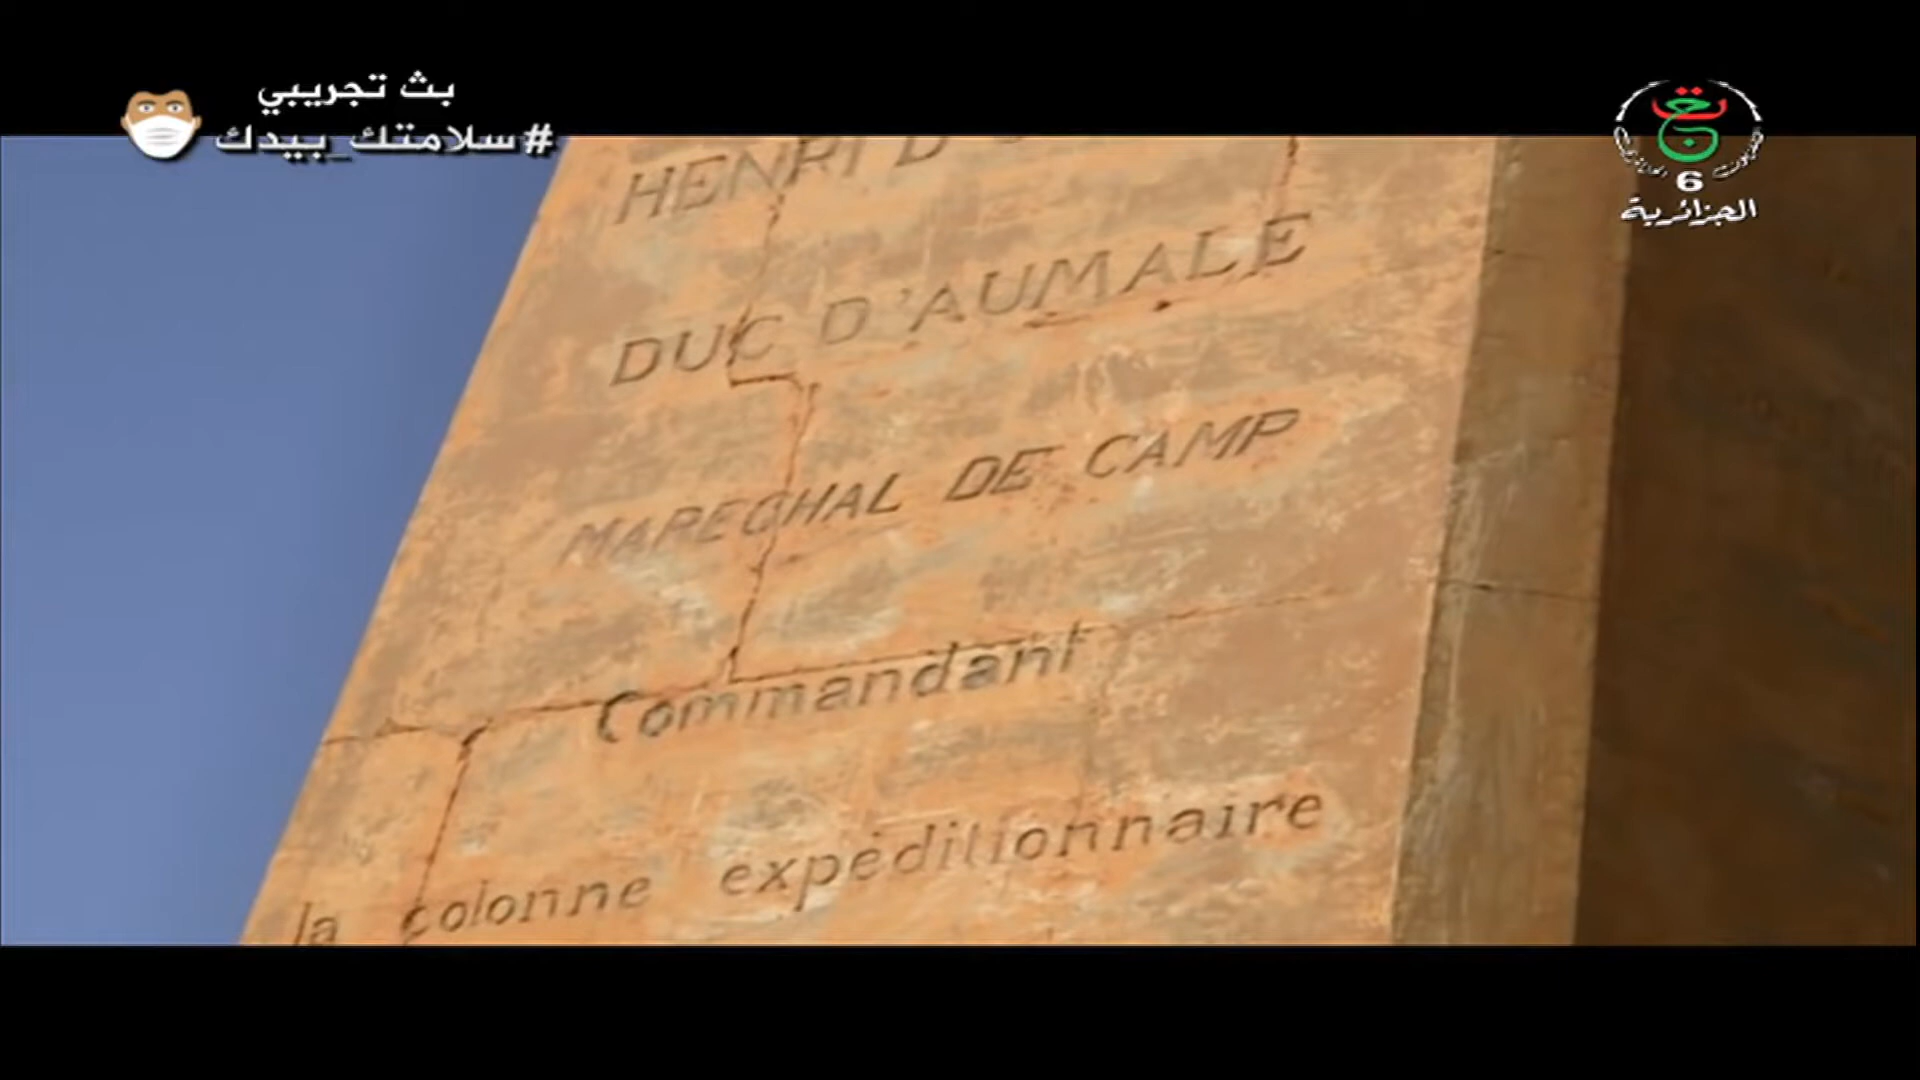 بث تجريبي
#سلامتك_بيدك
6
الجزائرية
HENRI D'
DUC D'AUMALE
MARECHAL DE CAMP
Commandant
la colonne expéditionnaire